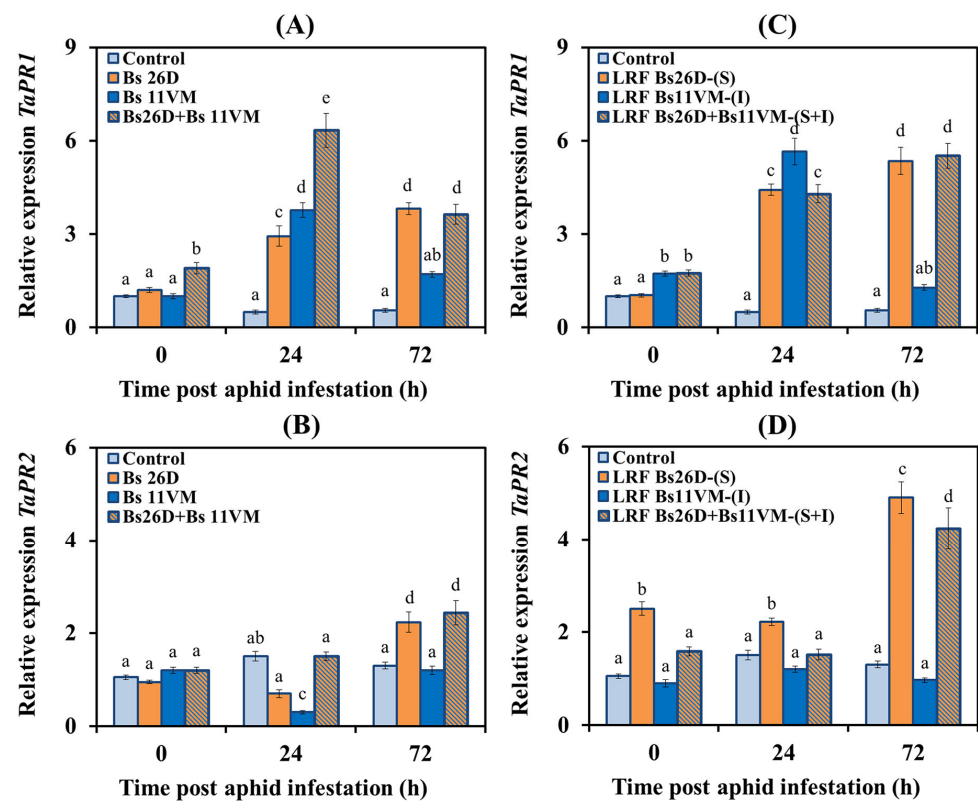 (A)
Relative expression TaPR1
9
6
3
0
Control
Bs 26D
Bs 11VM
Bs26D+Bs 11VM
a
a
a
b
a
c
d
e
a
d
ab
d
0
24
72
Time post aphid infestation (h)
(C)
Relative expression TaPR1
9
6
3
0
Control
LRF Bs26D-(S)
LRF Bs11VM-(I)
LRF Bs26D+Bs11VM-(S+I)
a
a
b
b
a
c
d
c
a
d
ab
d
0
24
72
Time post aphid infestation (h)
(B)
Relative expression TaPR2
6
4
2
0
Control
Bs 26D
Bs 11VM
Bs26D+Bs 11VM
a
a
a
a
ab
a
c
a
a
d
a
d
0
24
72
Time post aphid infestation (h)
(D)
Relative expression TaPR2
6
4
2
0
Control
LRF Bs26D-(S)
LRF Bs11VM-(I)
LRF Bs26D+Bs11VM-(S+I)
a
b
a
a
a
b
a
a
a
c
a
d
0
24
72
Time post aphid infestation (h)